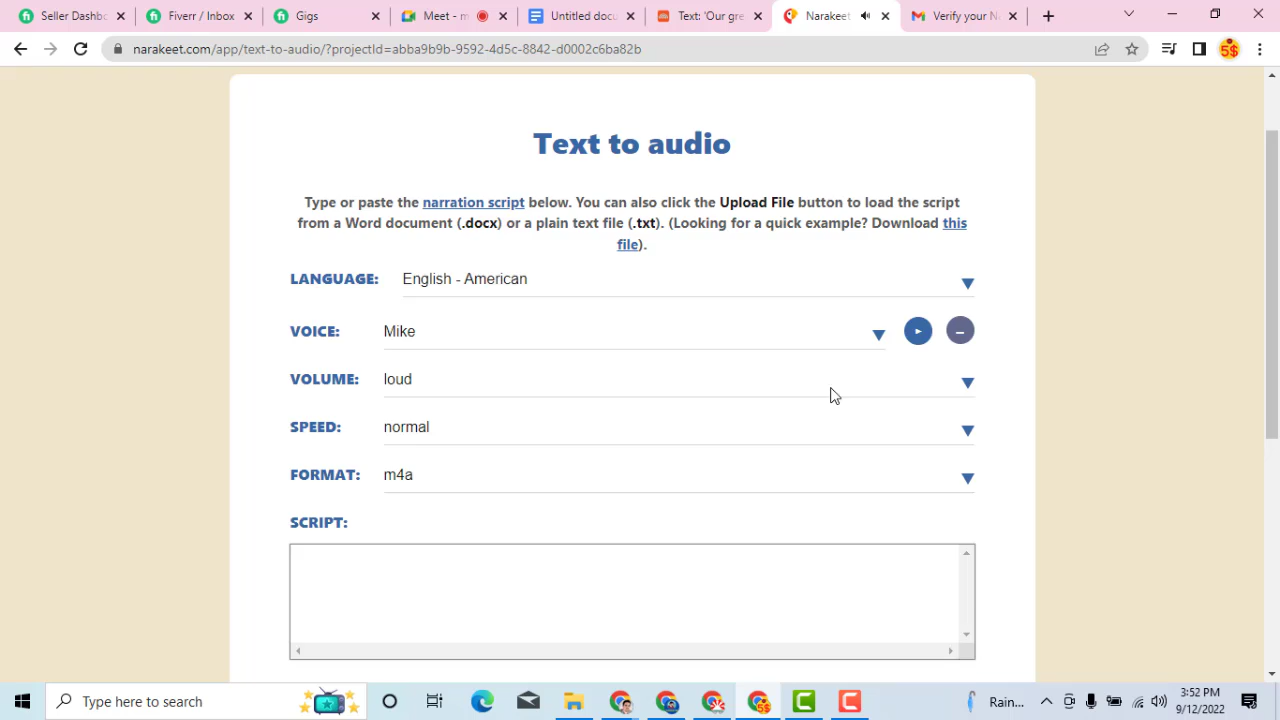 Seller Dashb
Fiverr / Inbox
Gigs
Meet - m
Untitled docu
Text: 'Our gre
Narakeet
Verify your N
narakeet.com/app/text-to-audio/?projectId=abba9b9b-9592-4d5c-8842-d0002c6ba82b
5$
Text to audio
Type or paste the narration script below. You can also click the Upload File button to load the script
from a Word document (.docx) or a plain text file (.txt). (Looking for a quick example? Download this
file).
LANGUAGE: English - American
VOICE: Mike
VOLUME: loud
SPEED: normal
FORMAT: m4a
SCRIPT:
Type here to search
Rain...
3:52 PM
9/12/2022